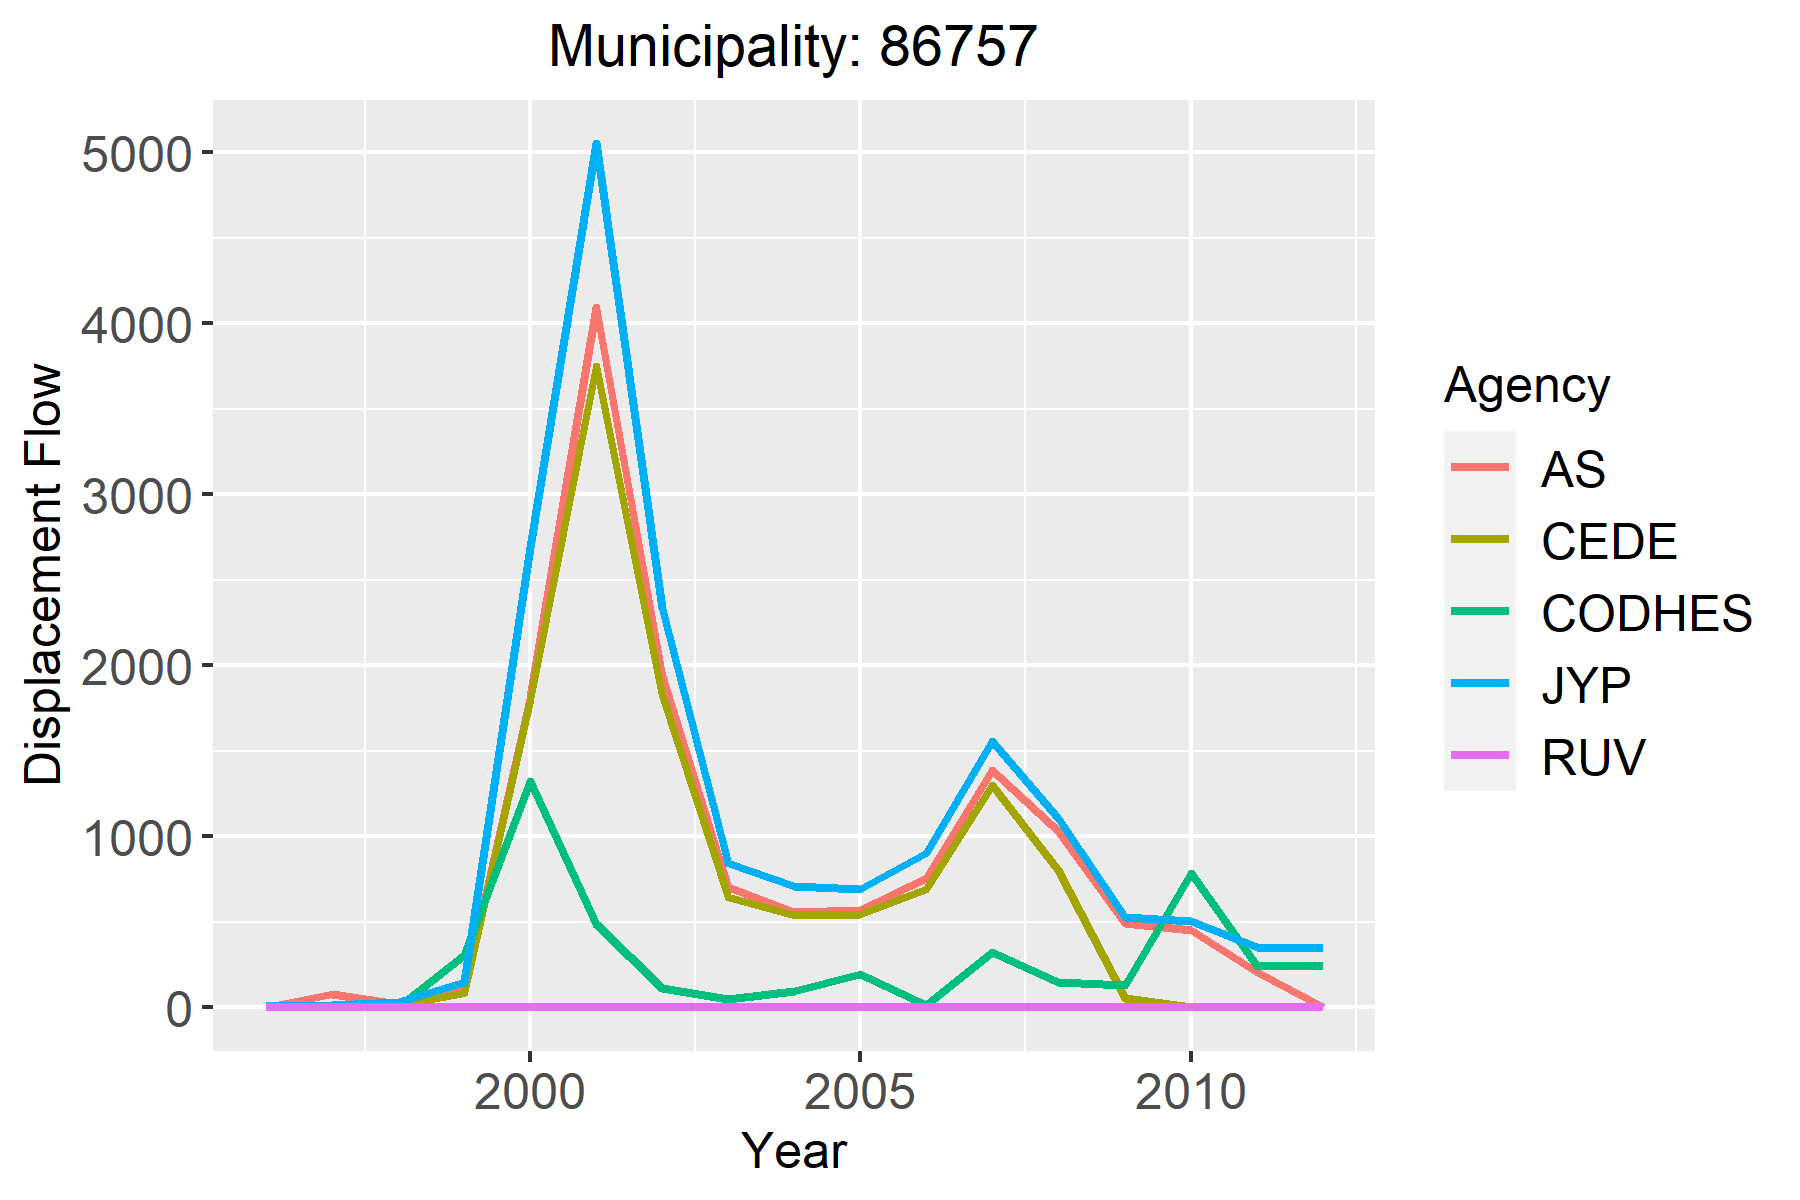 Municipality: 86757
5000
4000
3000
2000
1000
0
Displacement Flow
2000
2005
2010
Year
Agency
AS
CEDE
CODHES
JYP
RUV